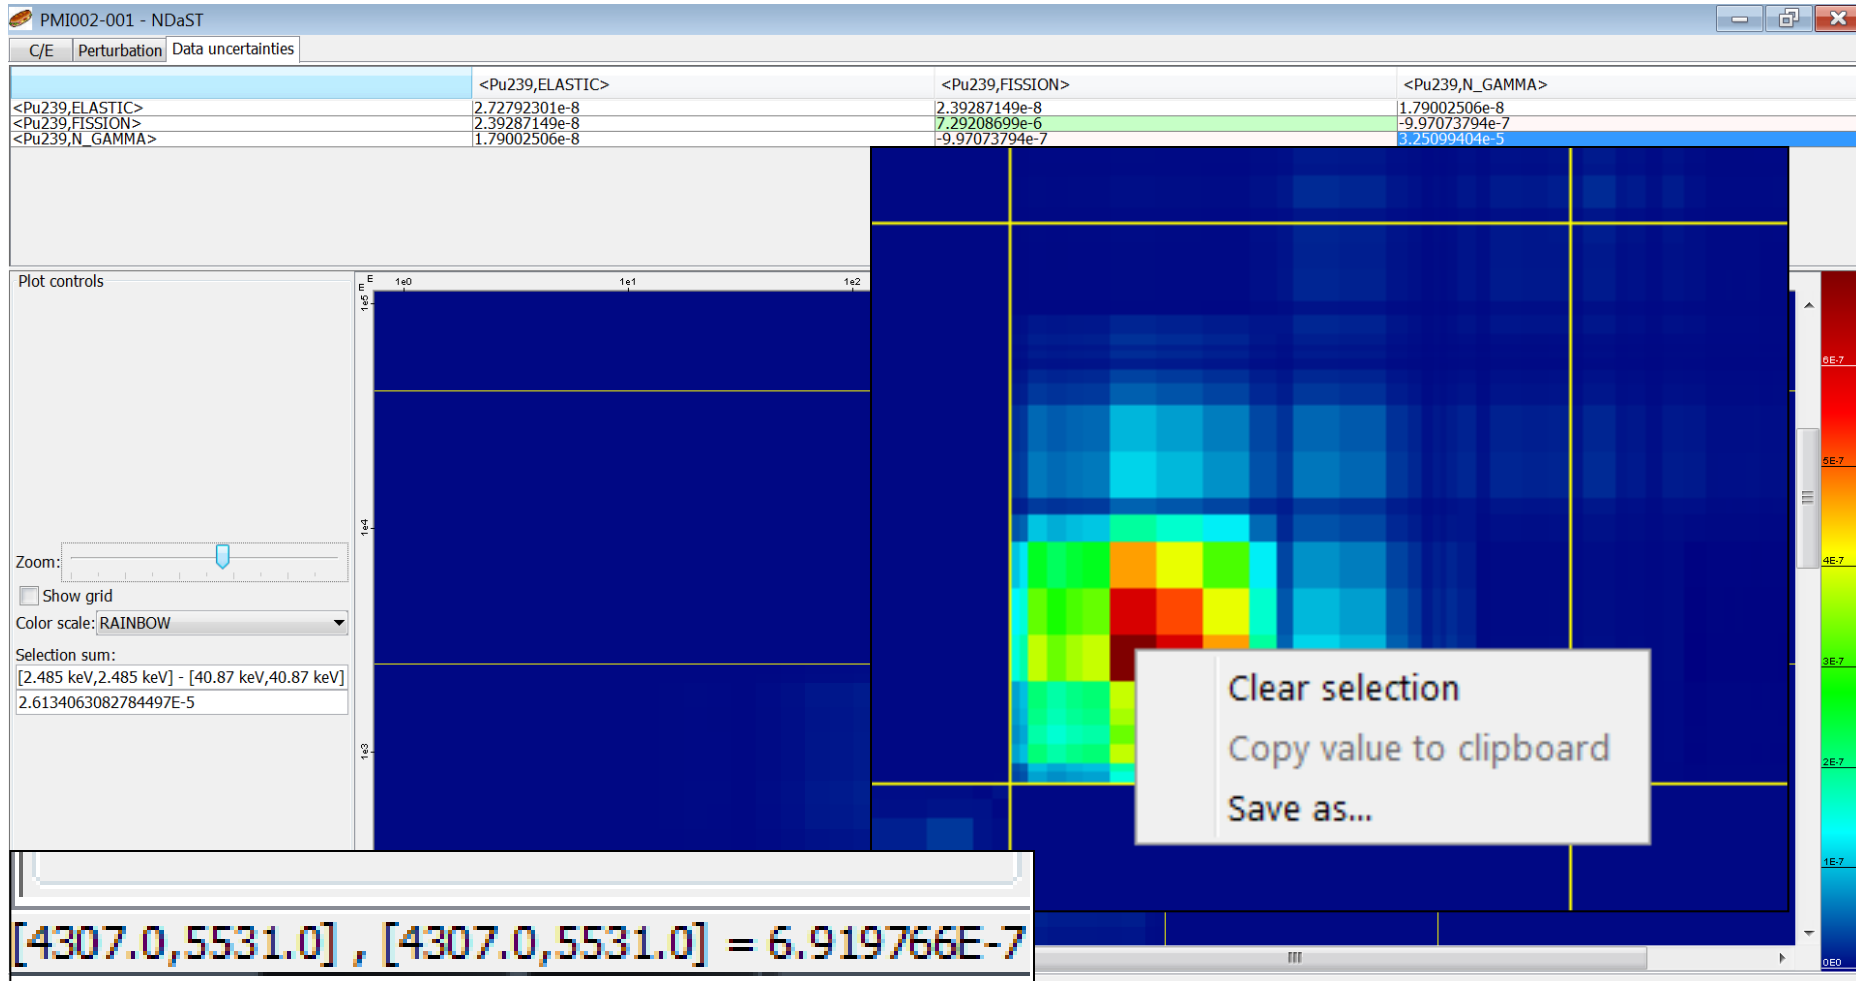 PMI002-001 - NDaST
C/E Perturbation Data uncertainties
<Pu239,ELASTIC> <Pu239,FISSION> <Pu239,N_GAMMA>
<Pu239,ELASTIC> 2.72792301e-8 2.39287149e-8 1.79002506e-8
<Pu239,FISSION> 2.39287149e-8 7.29208699e-6 -9.97073794e-7
<Pu239,N_GAMMA> 1.79002506e-8 -9.97073794e-7 3.25099404e-5
Plot controls
E
E
1e0 1e1 1e2
1e5
1e4
1e3
Zoom:
Show grid
Color scale: RAINBOW
Selection sum:
[2.485 keV,2.485 keV] - [40.87 keV,40.87 keV]
2.6134063082784497E-5
Clear selection
Copy value to clipboard
Save as...
6E-7
5E-7
4E-7
3E-7
2E-7
1E-7
0E0
[4307.0,5531.0] , [4307.0,5531.0] = 6.919766E-7